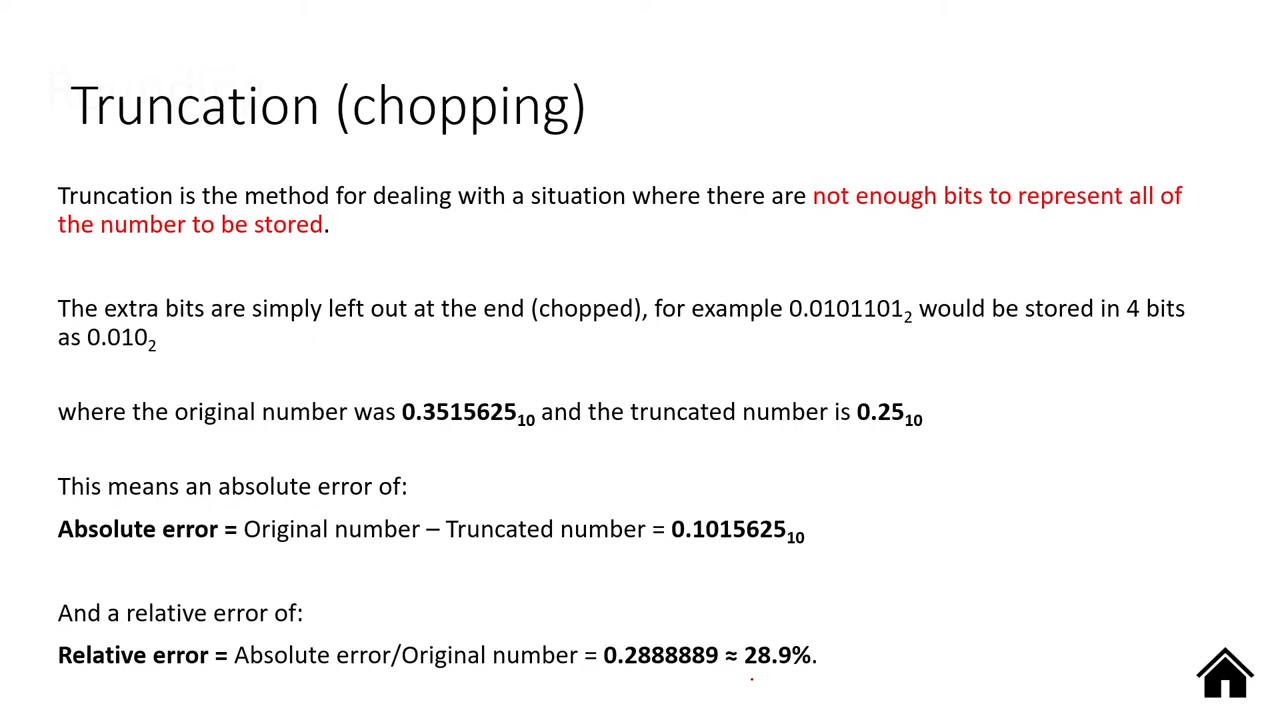 Truncation (chopping)
Truncation is the method for dealing with a situation where there are not enough bits to represent all of
the number to be stored.
The extra bits are simply left out at the end (chopped), for example 0.0101101₂ would be stored in 4 bits
as 0.010₂
where the original number was 0.3515625₁₀ and the truncated number is 0.25₁₀
This means an absolute error of:
Absolute error = Original number – Truncated number = 0.1015625₁₀
And a relative error of:
Relative error = Absolute error/Original number = 0.2888889 ≈ 28.9%.